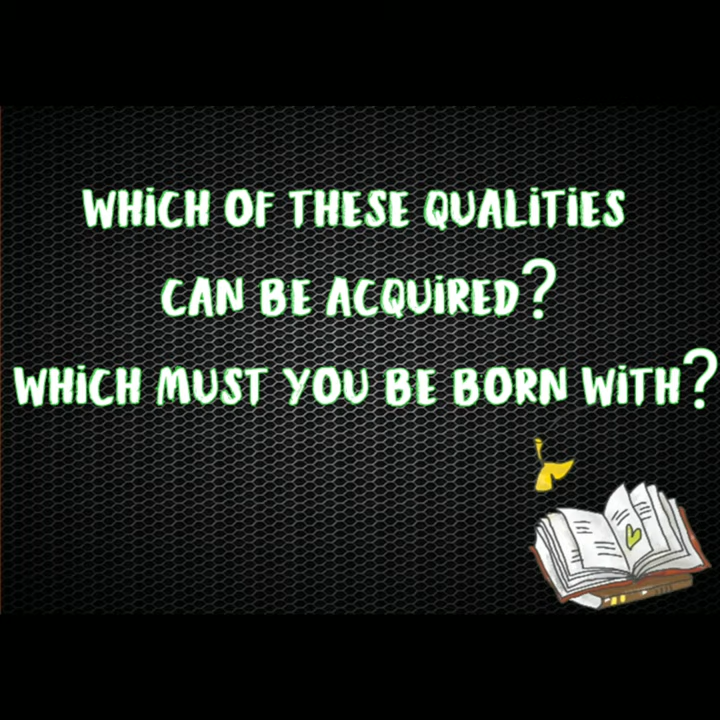 WHiCH OF THESE QUALiTiES
CAN BE ACQUiRED?
WHiCH MUST YOU BE BORN WiTH?